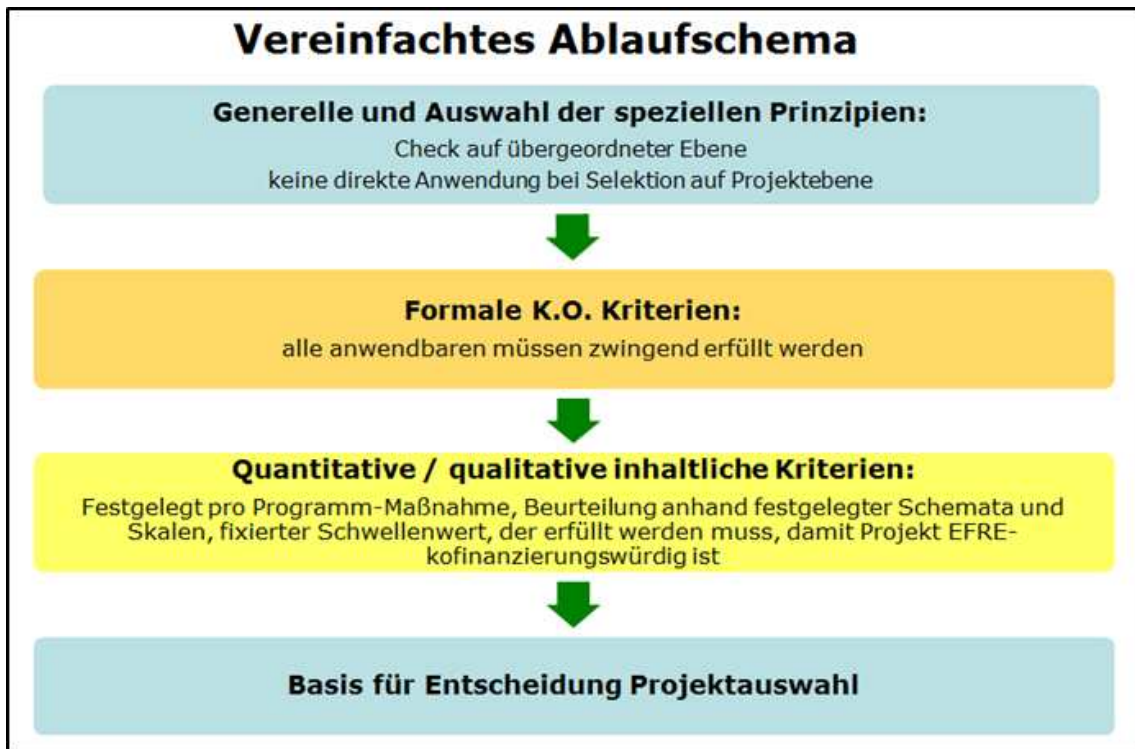 Vereinfachtes Ablaufschema
Generelle und Auswahl der speziellen Prinzipien:
Check auf übergeordneter Ebene
keine direkte Anwendung bei Selektion auf Projektebene
Formale K.O. Kriterien:
alle anwendbaren müssen zwingend erfüllt werden
Quantitative / qualitative inhaltliche Kriterien:
Festgelegt pro Programm-Maßnahme, Beurteilung anhand festgelegter Schemata und
Skalen, fixierter Schwellenwert, der erfüllt werden muss, damit Projekt EFRE-
kofinanzierungswürdig ist
Basis für Entscheidung Projektauswahl